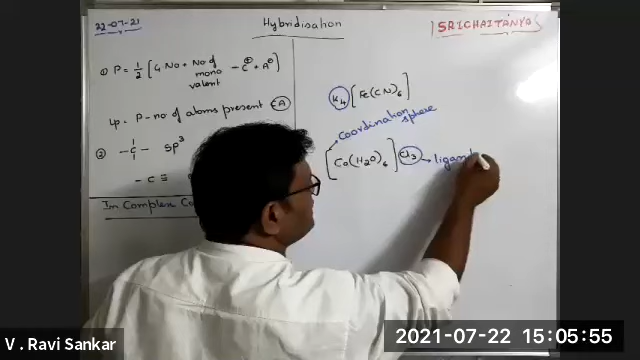 22-07-21
Hybridisation
SRICHAITANYA
① P = 1/2 [G No + No of mono valent - C⊕ + A⊖]
lp = P - no of atoms present CA
② - C - SP³
- C ≡
In Complex Co
K₄ [Fe(CN)₆]
Coordination sphere
[Co(H₂O)₆] Cl₃ → ligand
V . Ravi Sankar
2021-07-22 15:05:55